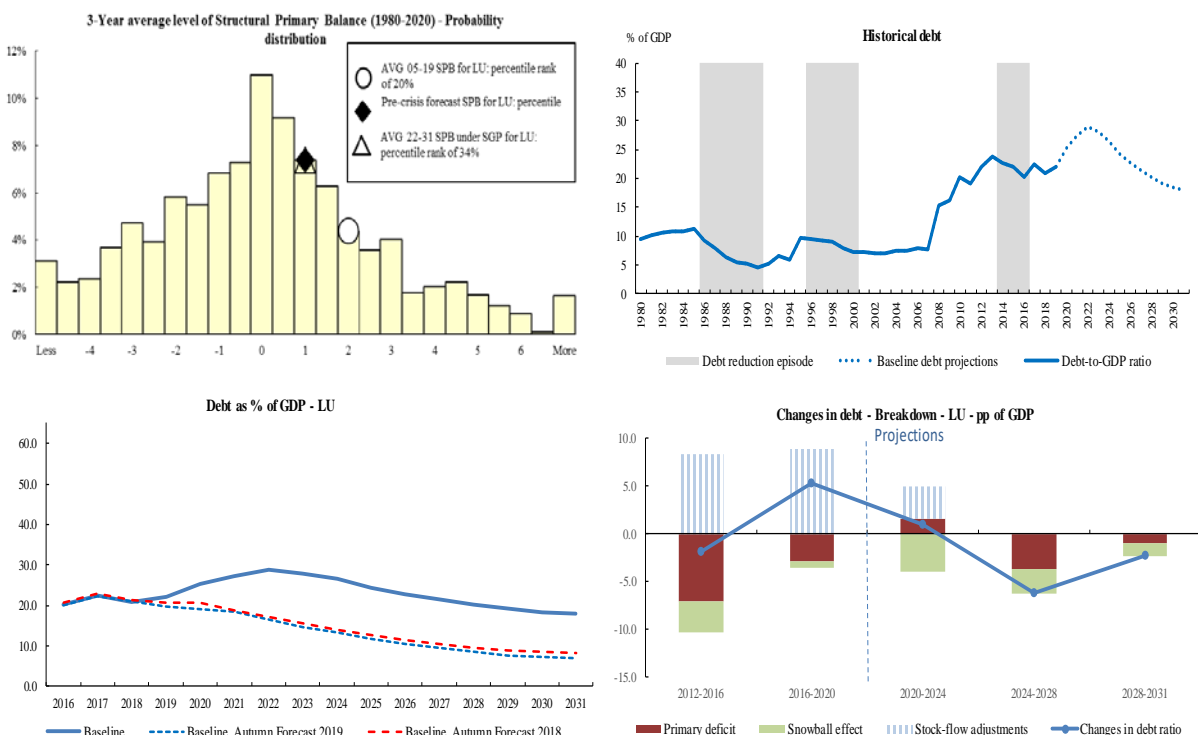 3-Year average level of Structural Primary Balance (1980-2020) - Probability
distribution
12%
10%
8%
6%
4%
2%
0%
AVG 05-19 SPB for LU: percentile rank
of 20%
Pre-crisis forecast SPB for LU: percentile
AVG 22-31 SPB under SGP for LU:
percentile rank of 34%
Less -4 -3 -2 -1 0 1 2 3 4 5 6 More
% of GDP
Historical debt
40
35
30
25
20
15
10
5
0
1980 1982 1984 1986 1988 1990 1992 1994 1996 1998 2000 2002 2004 2006 2008 2010 2012 2014 2016 2018 2020 2022 2024 2026 2028 2030
Debt reduction episode Baseline debt projections Debt-to-GDP ratio
Debt as % of GDP - LU
60.0
50.0
40.0
30.0
20.0
10.0
0.0
2016 2017 2018 2019 2020 2021 2022 2023 2024 2025 2026 2027 2028 2029 2030 2031
Baseline Baseline Autumn Forecast 2019 Baseline Autumn Forecast 2018
Changes in debt - Breakdown - LU - pp of GDP
Projections
10.0
5.0
0.0
-5.0
-10.0
-15.0
2012-2016 2016-2020 2020-2024 2024-2028 2028-2031
Primary deficit Snowball effect Stock-flow adjustments Changes in debt ratio